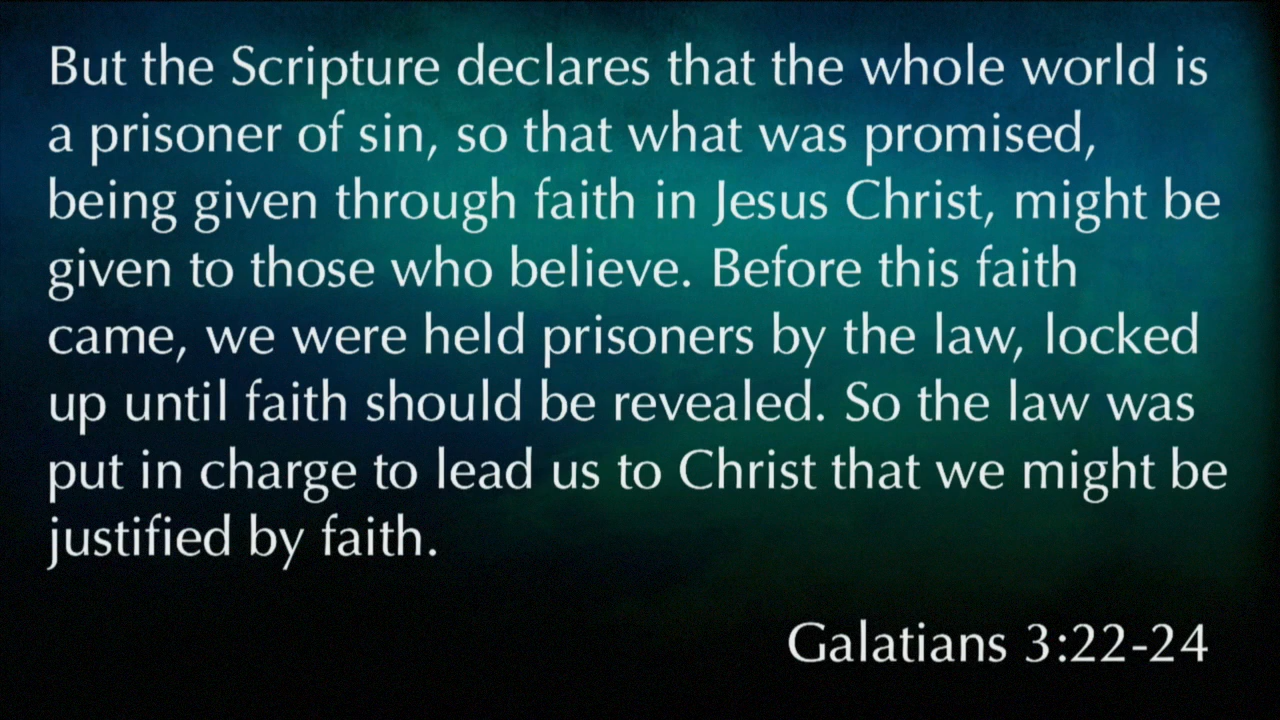 But the Scripture declares that the whole world is
a prisoner of sin, so that what was promised,
being given through faith in Jesus Christ, might be
given to those who believe. Before this faith
came, we were held prisoners by the law, locked
up until faith should be revealed. So the law was
put in charge to lead us to Christ that we might be
justified by faith.
Galatians 3:22-24